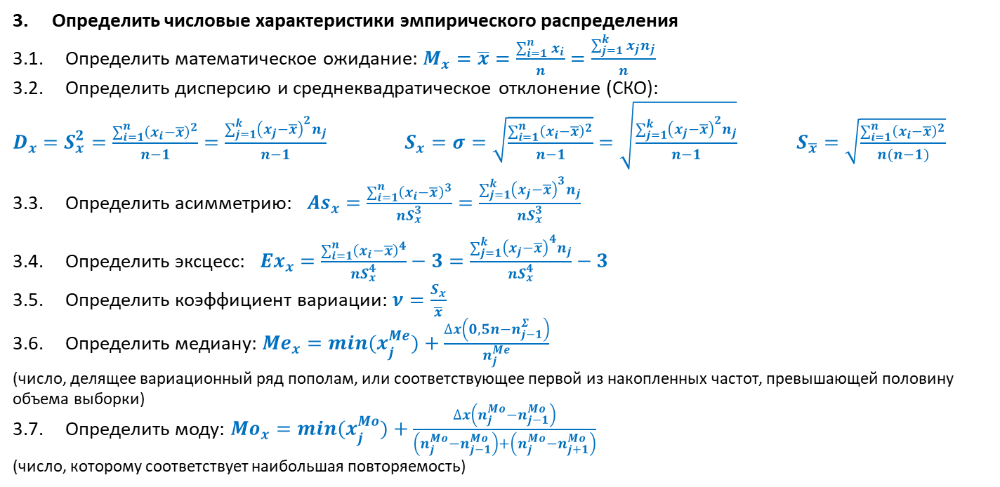 3. Определить числовые характеристики эмпирического распределения
3.1. Определить математическое ожидание: $M_x = \overline{x} = \frac{\sum_{i=1}^{n} x_i}{n} = \frac{\sum_{j=1}^{k} x_j n_j}{n}$
3.2. Определить дисперсию и среднеквадратическое отклонение (СКО):
$D_x = S_x^2 = \frac{\sum_{i=1}^{n}(x_i-\overline{x})^2}{n-1} = \frac{\sum_{j=1}^{k}(x_j-\overline{x})^2 n_j}{n-1}$ $S_x = \sigma = \sqrt{\frac{\sum_{i=1}^{n}(x_i-\overline{x})^2}{n-1}} = \sqrt{\frac{\sum_{j=1}^{k}(x_j-\overline{x})^2 n_j}{n-1}}$ $S_{\overline{x}} = \sqrt{\frac{\sum_{i=1}^{n}(x_i-\overline{x})^2}{n(n-1)}}$
3.3. Определить асимметрию: $As_x = \frac{\sum_{i=1}^{n}(x_i-\overline{x})^3}{nS_x^3} = \frac{\sum_{j=1}^{k}(x_j-\overline{x})^3 n_j}{nS_x^3}$
3.4. Определить эксцесс: $Ex_x = \frac{\sum_{i=1}^{n}(x_i-\overline{x})^4}{nS_x^4} - 3 = \frac{\sum_{j=1}^{k}(x_j-\overline{x})^4 n_j}{nS_x^4} - 3$
3.5. Определить коэффициент вариации: $\nu = \frac{S_x}{\overline{x}}$
3.6. Определить медиану: $Me_x = min(x_j^{Me}) + \frac{\Delta x(0,5n-n_{j-1}^{\Sigma})}{n_j^{Me}}$
(число, делящее вариационный ряд пополам, или соответствующее первой из накопленных частот, превышающей половину
объема выборки)
3.7. Определить моду: $Mo_x = min(x_j^{Mo}) + \frac{\Delta x(n_j^{Mo}-n_{j-1}^{Mo})}{(n_j^{Mo}-n_{j-1}^{Mo})+(n_j^{Mo}-n_{j+1}^{Mo})}$
(число, которому соответствует наибольшая повторяемость)